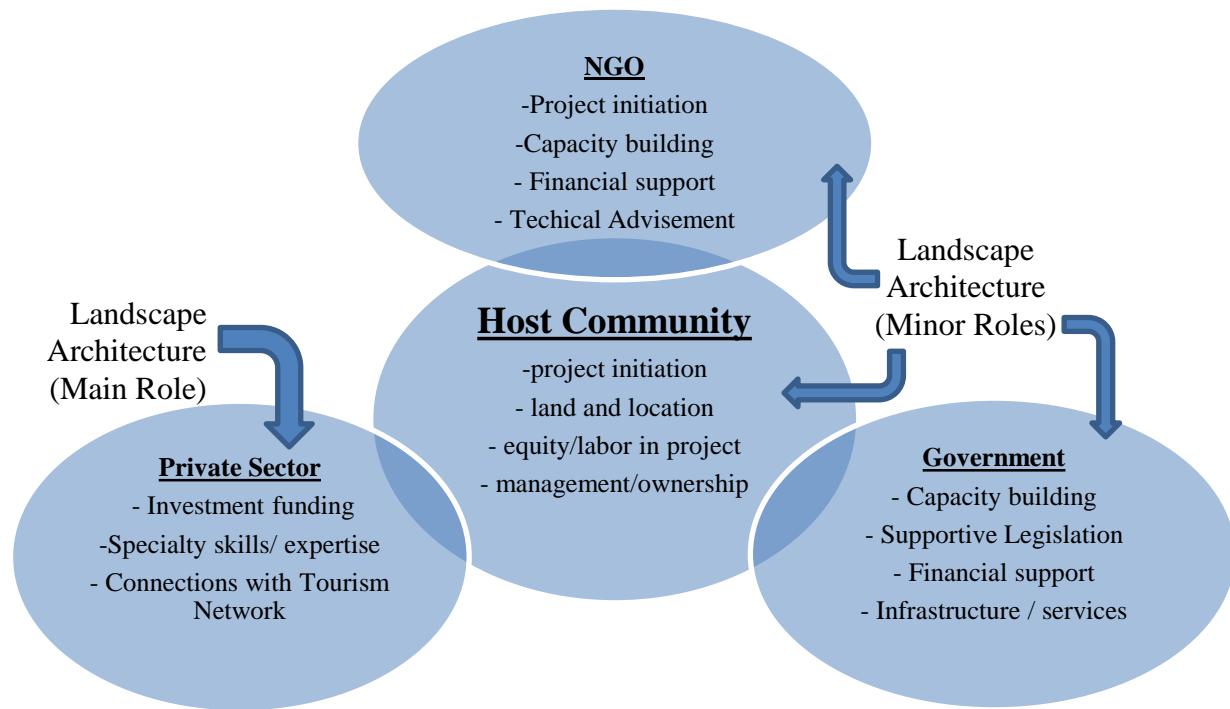 NGO
-Project initiation
-Capacity building
- Financial support
- Techical Advisement
Landscape
Architecture
(Minor Roles)
Host Community
-project initiation
- land and location
- equity/labor in project
- management/ownership
Landscape
Architecture
(Main Role)
Private Sector
- Investment funding
-Specialty skills/ expertise
- Connections with Tourism
Network
Government
- Capacity building
- Supportive Legislation
- Financial support
- Infrastructure / services